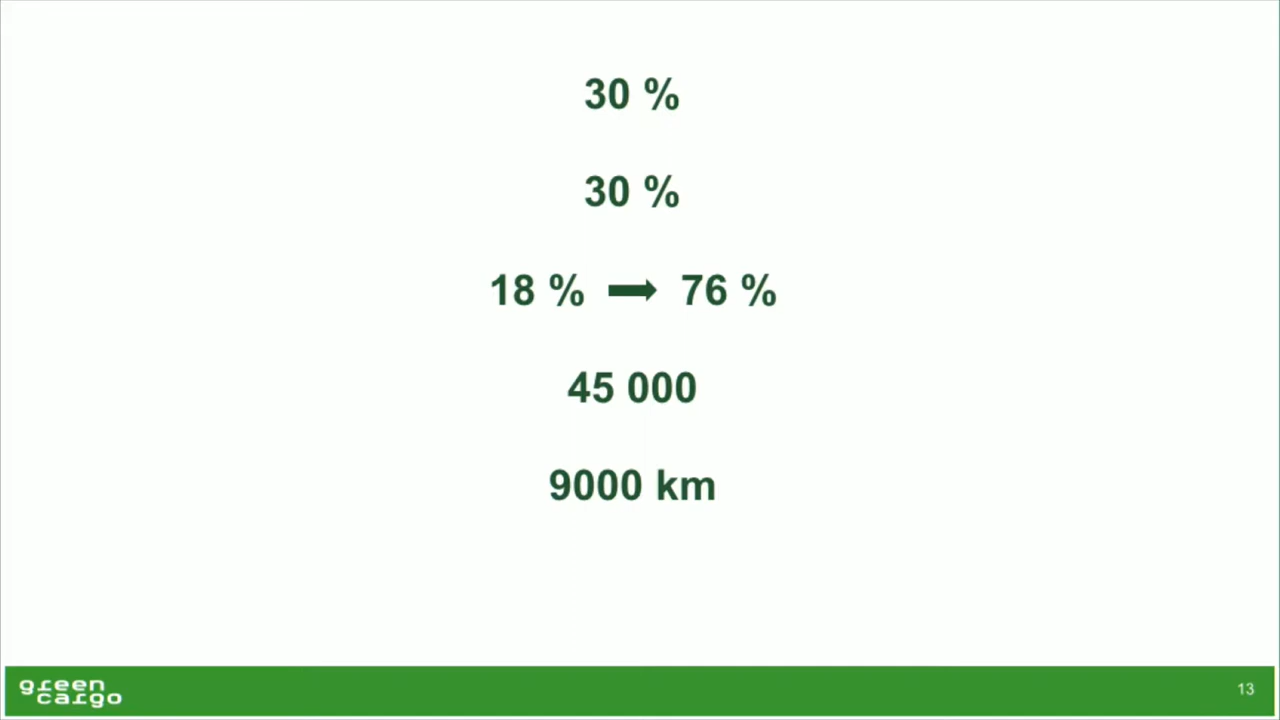 30 %
30 %
18 % ➡ 76 %
45 000
9000 km
green
cargo
13